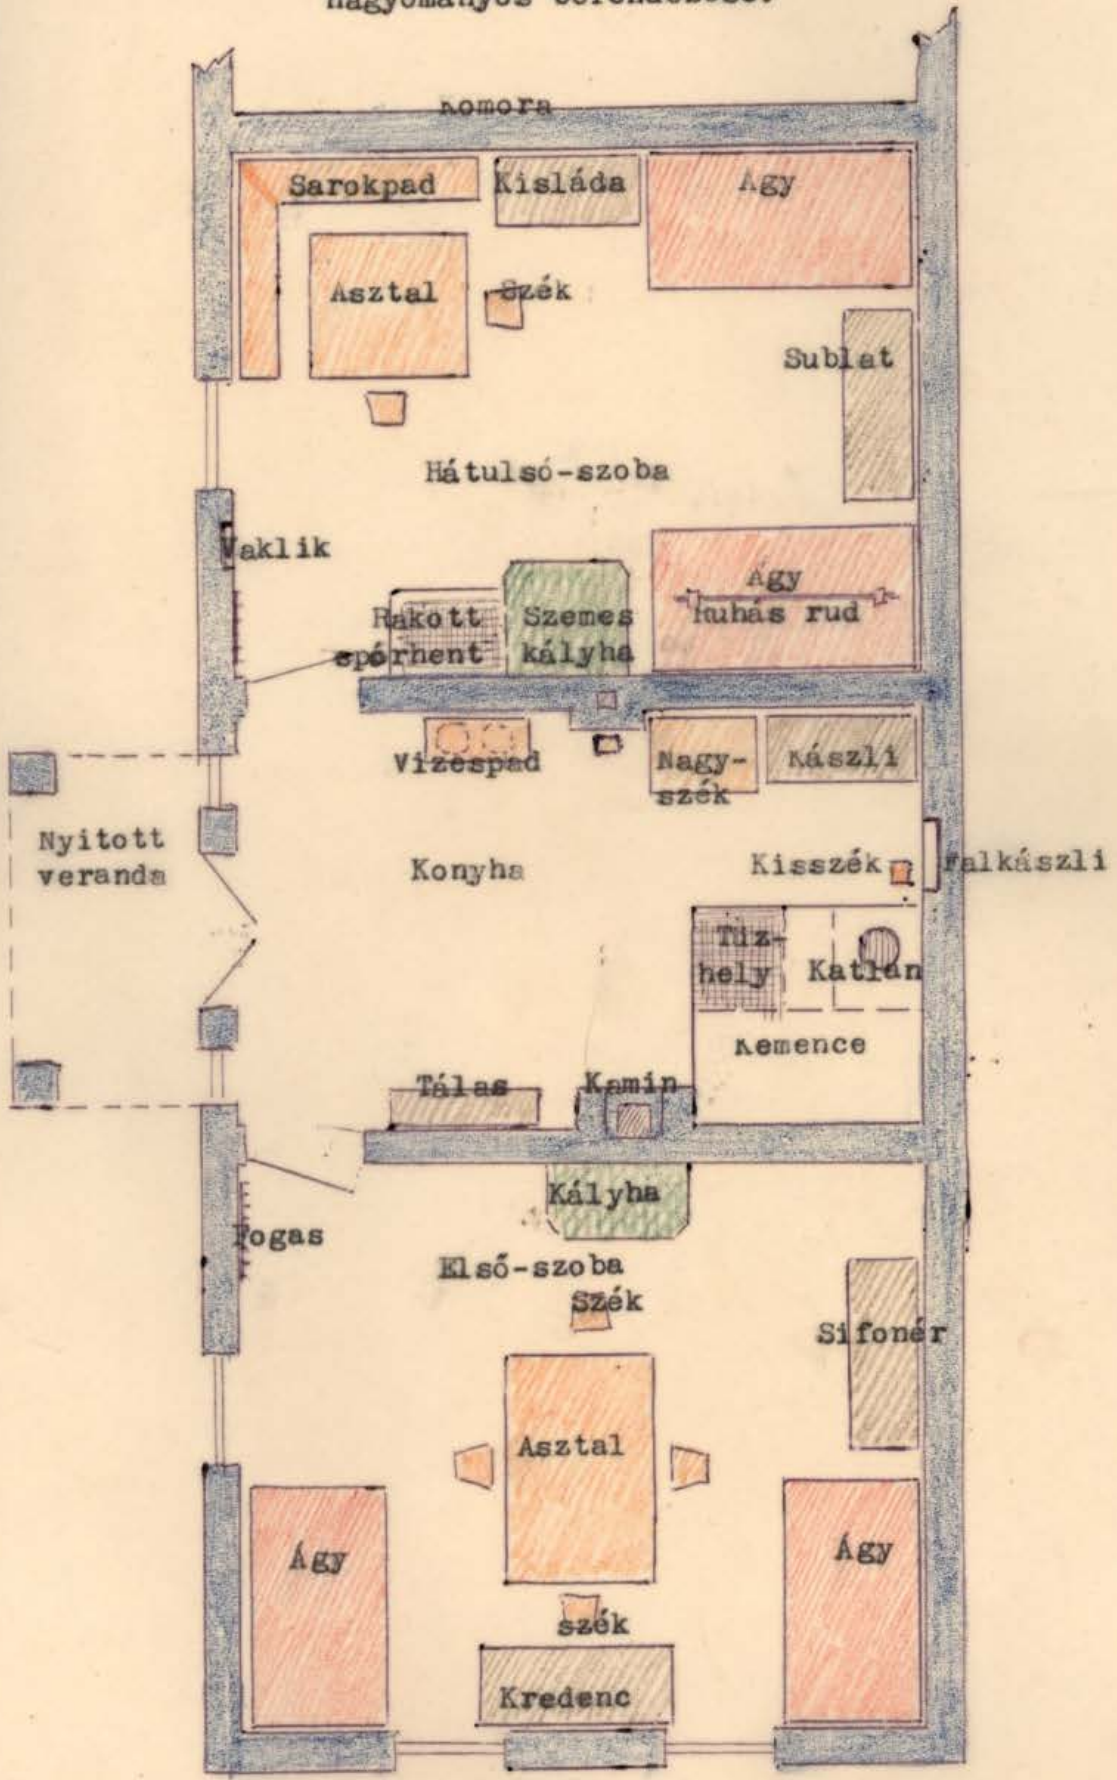 hagyományos berendezése.
Komora
Sarokpad
Kisláda
Ágy
Asztal
Szék
Sublat
Hátulsó-szoba
Vaklik
Rakott
spórhent
Szemes
kályha
Ágy
Ruhás rud
Vizespad
Nagy-
szék
Kászli
Nyitott
veranda
Konyha
Kisszék
Falkászli
Tüz-
hely
Katlan
Kemence
Tálas
Kamin
Kályha
Fogas
Első-szoba
Szék
Sifonér
Asztal
Ágy
Ágy
szék
Kredenc